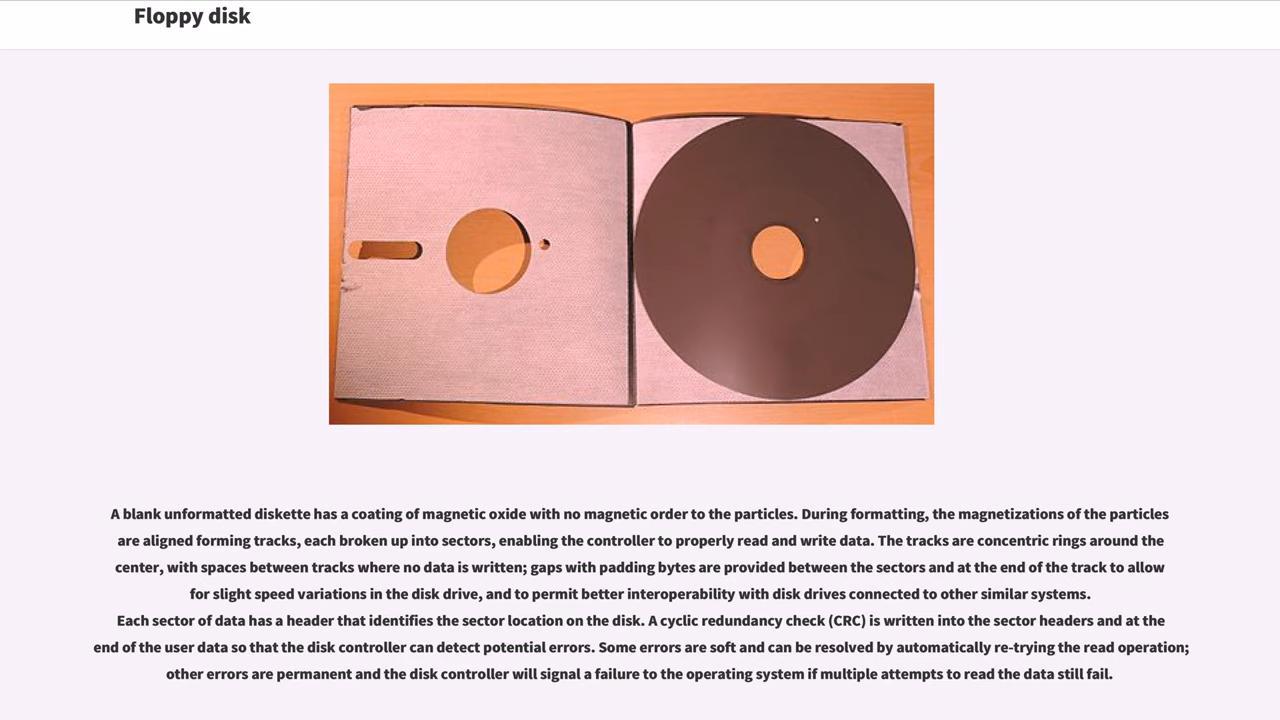 Floppy disk
A blank unformatted diskette has a coating of magnetic oxide with no magnetic order to the particles. During formatting, the magnetizations of the particles
are aligned forming tracks, each broken up into sectors, enabling the controller to properly read and write data. The tracks are concentric rings around the
center, with spaces between tracks where no data is written; gaps with padding bytes are provided between the sectors and at the end of the track to allow
for slight speed variations in the disk drive, and to permit better interoperability with disk drives connected to other similar systems.
Each sector of data has a header that identifies the sector location on the disk. A cyclic redundancy check (CRC) is written into the sector headers and at the
end of the user data so that the disk controller can detect potential errors. Some errors are soft and can be resolved by automatically re-trying the read operation;
other errors are permanent and the disk controller will signal a failure to the operating system if multiple attempts to read the data still fail.